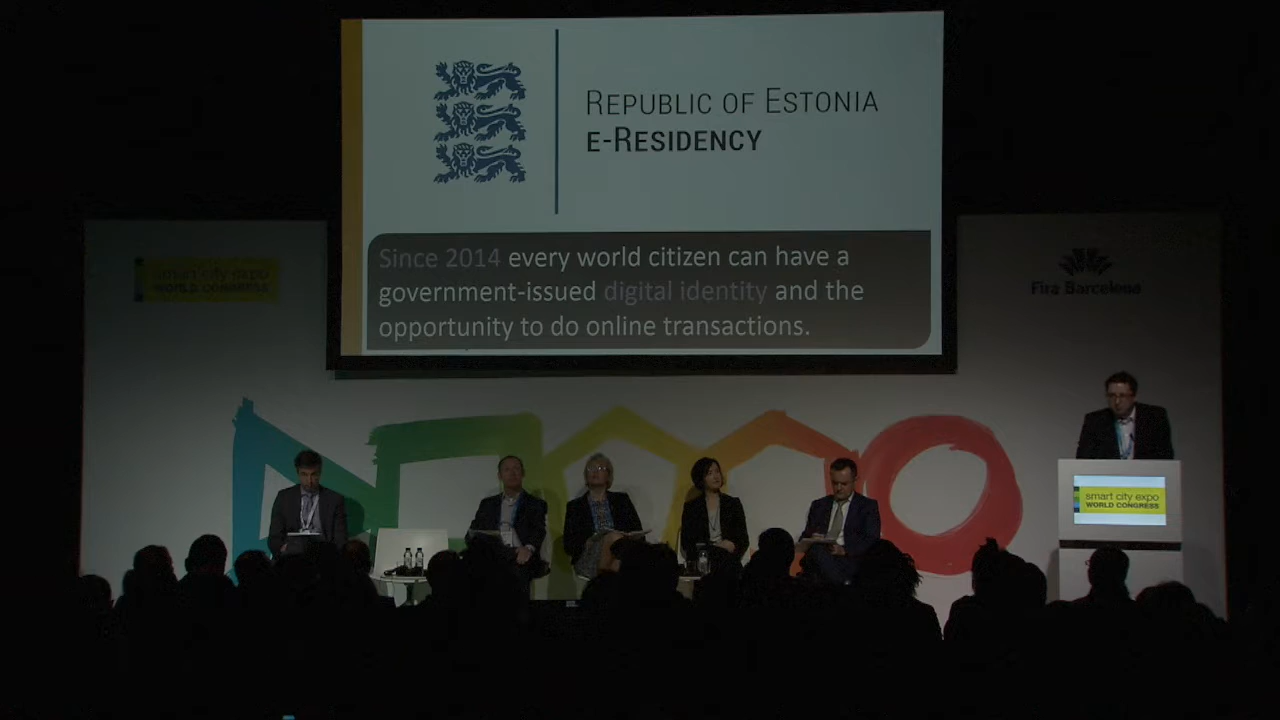 REPUBLIC OF ESTONIA
E-RESIDENCY
Since 2014 every world citizen can have a
government-issued digital identity and the
opportunity to do online transactions.
smart city expo
WORLD CONGRESS
Fira Barcelona
smart city expo
WORLD CONGRESS